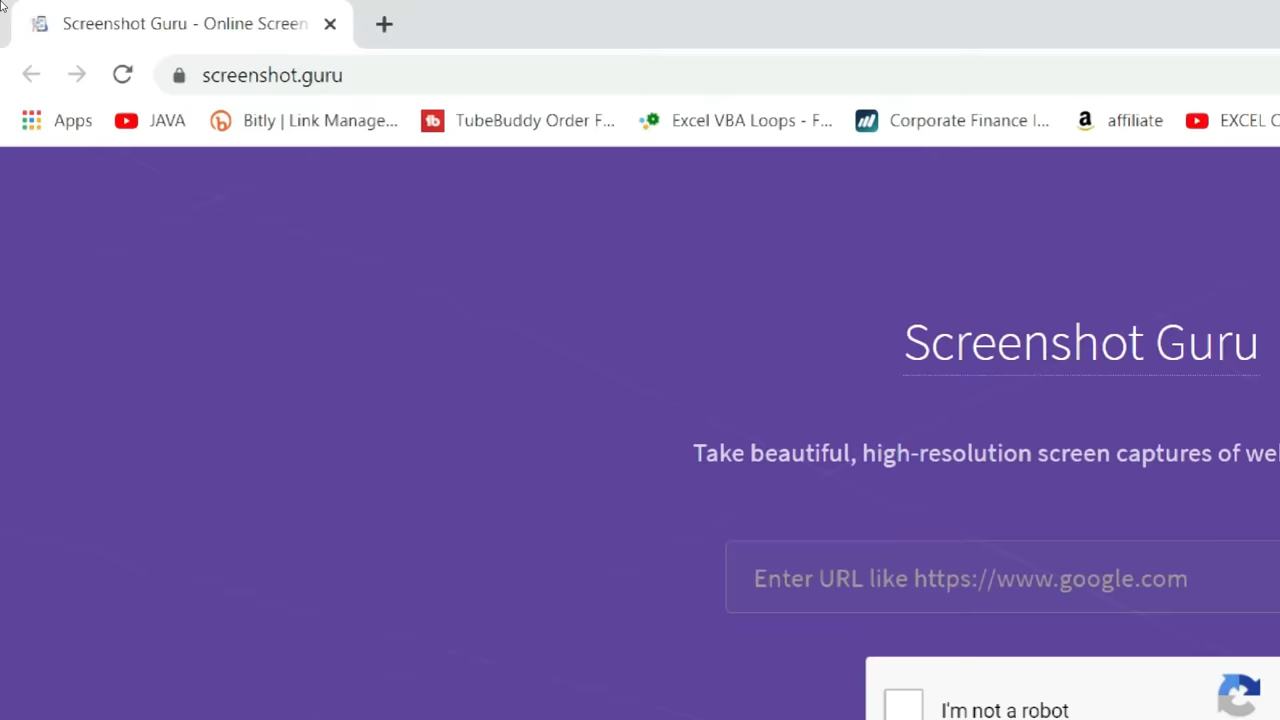 Screenshot Guru - Online Screen
screenshot.guru
Apps JAVA Bitly | Link Manage... TubeBuddy Order F... Excel VBA Loops - F... Corporate Finance I... affiliate EXCEL C
Screenshot Guru
Take beautiful, high-resolution screen captures of we
Enter URL like https://www.google.com
I'm not a robot